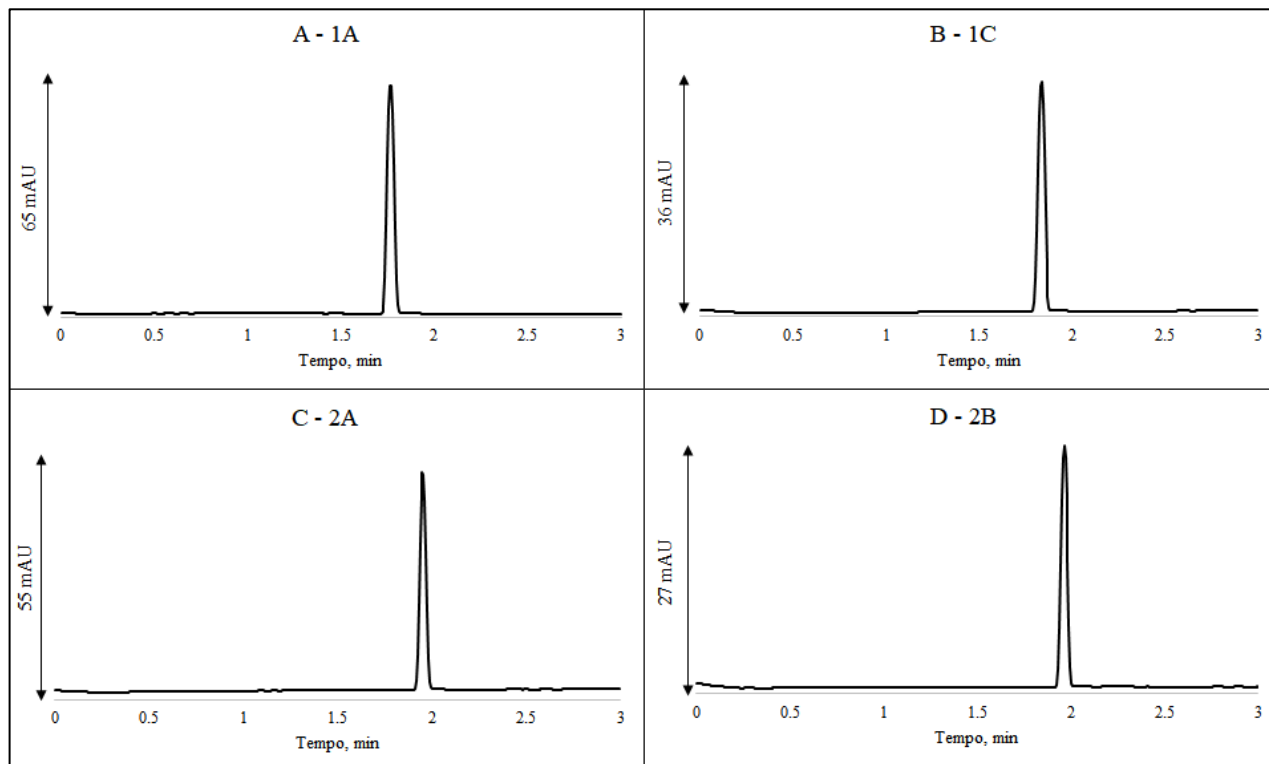 A - 1A
65 mAU
0 0.5 1 1.5 2 2.5 3
Tempo, min
B - 1C
36 mAU
0 0.5 1 1.5 2 2.5 3
Tempo, min
C - 2A
55 mAU
0 0.5 1 1.5 2 2.5 3
Tempo, min
D - 2B
27 mAU
0 0.5 1 1.5 2 2.5 3
Tempo, min